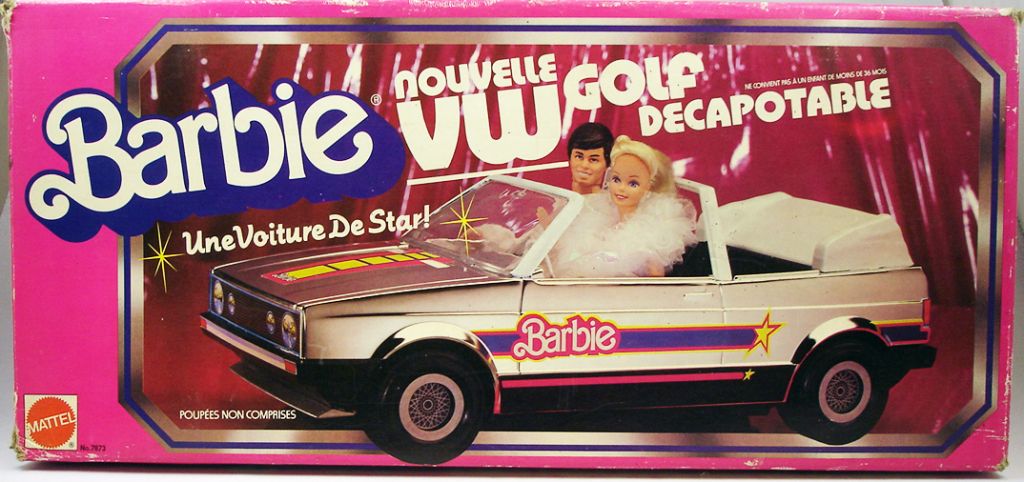 Barbie®
NOUVELLE
VW GOLF
DECAPOTABLE
NE CONVIENT PAS À UN ENFANT DE MOINS DE 36 MOIS
Une Voiture De Star!
Barbie
POUPÉES NON COMPRISES
MATTEL®
No. 7873